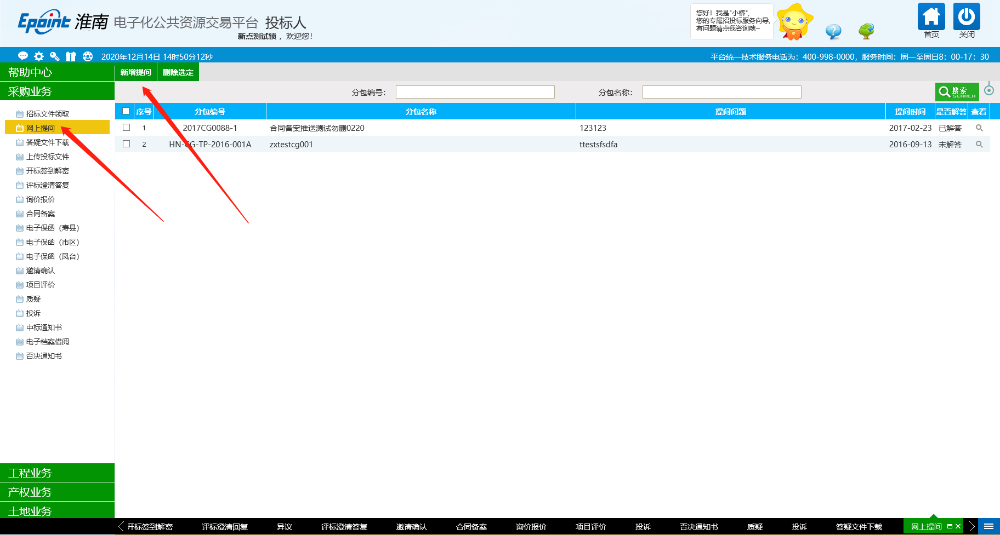 Epoint 淮南 电子化公共资源交易平台 投标人
新点测试锁 ，欢迎您！
您好！我是"小桥",
您的专属招投标服务向导,
有问题请点我咨询哦~
首页
关闭
2020年12月14日 14时50分12秒
平台统一技术服务电话为：400-998-0000，服务时间：周一至周日8：00-17：30
帮助中心
采购业务
招标文件领取
网上提问
答疑文件下载
上传投标文件
开标签到解密
评标澄清答复
询价报价
合同备案
电子保函（寿县）
电子保函（市区）
电子保函（凤台）
邀请确认
项目评价
质疑
投诉
中标通知书
电子档案借阅
否决通知书
工程业务
产权业务
土地业务
新增提问 删除选定
分包编号： 分包名称： 搜索
SEARCH
序号 分包编号 分包名称 提问问题 提问时间 是否解答 查看
1 2017CG0088-1 合同备案推送测试勿删0220 123123 2017-02-23 已解答
2 HN-CG-TP-2016-001A zxtestcg001 ttestsfsdfa 2016-09-13 未解答
开标签到解密 评标澄清回复 异议 评标澄清答复 邀请确认 合同备案 询价报价 项目评价 投诉 否决通知书 质疑 投诉 答疑文件下载 网上提问